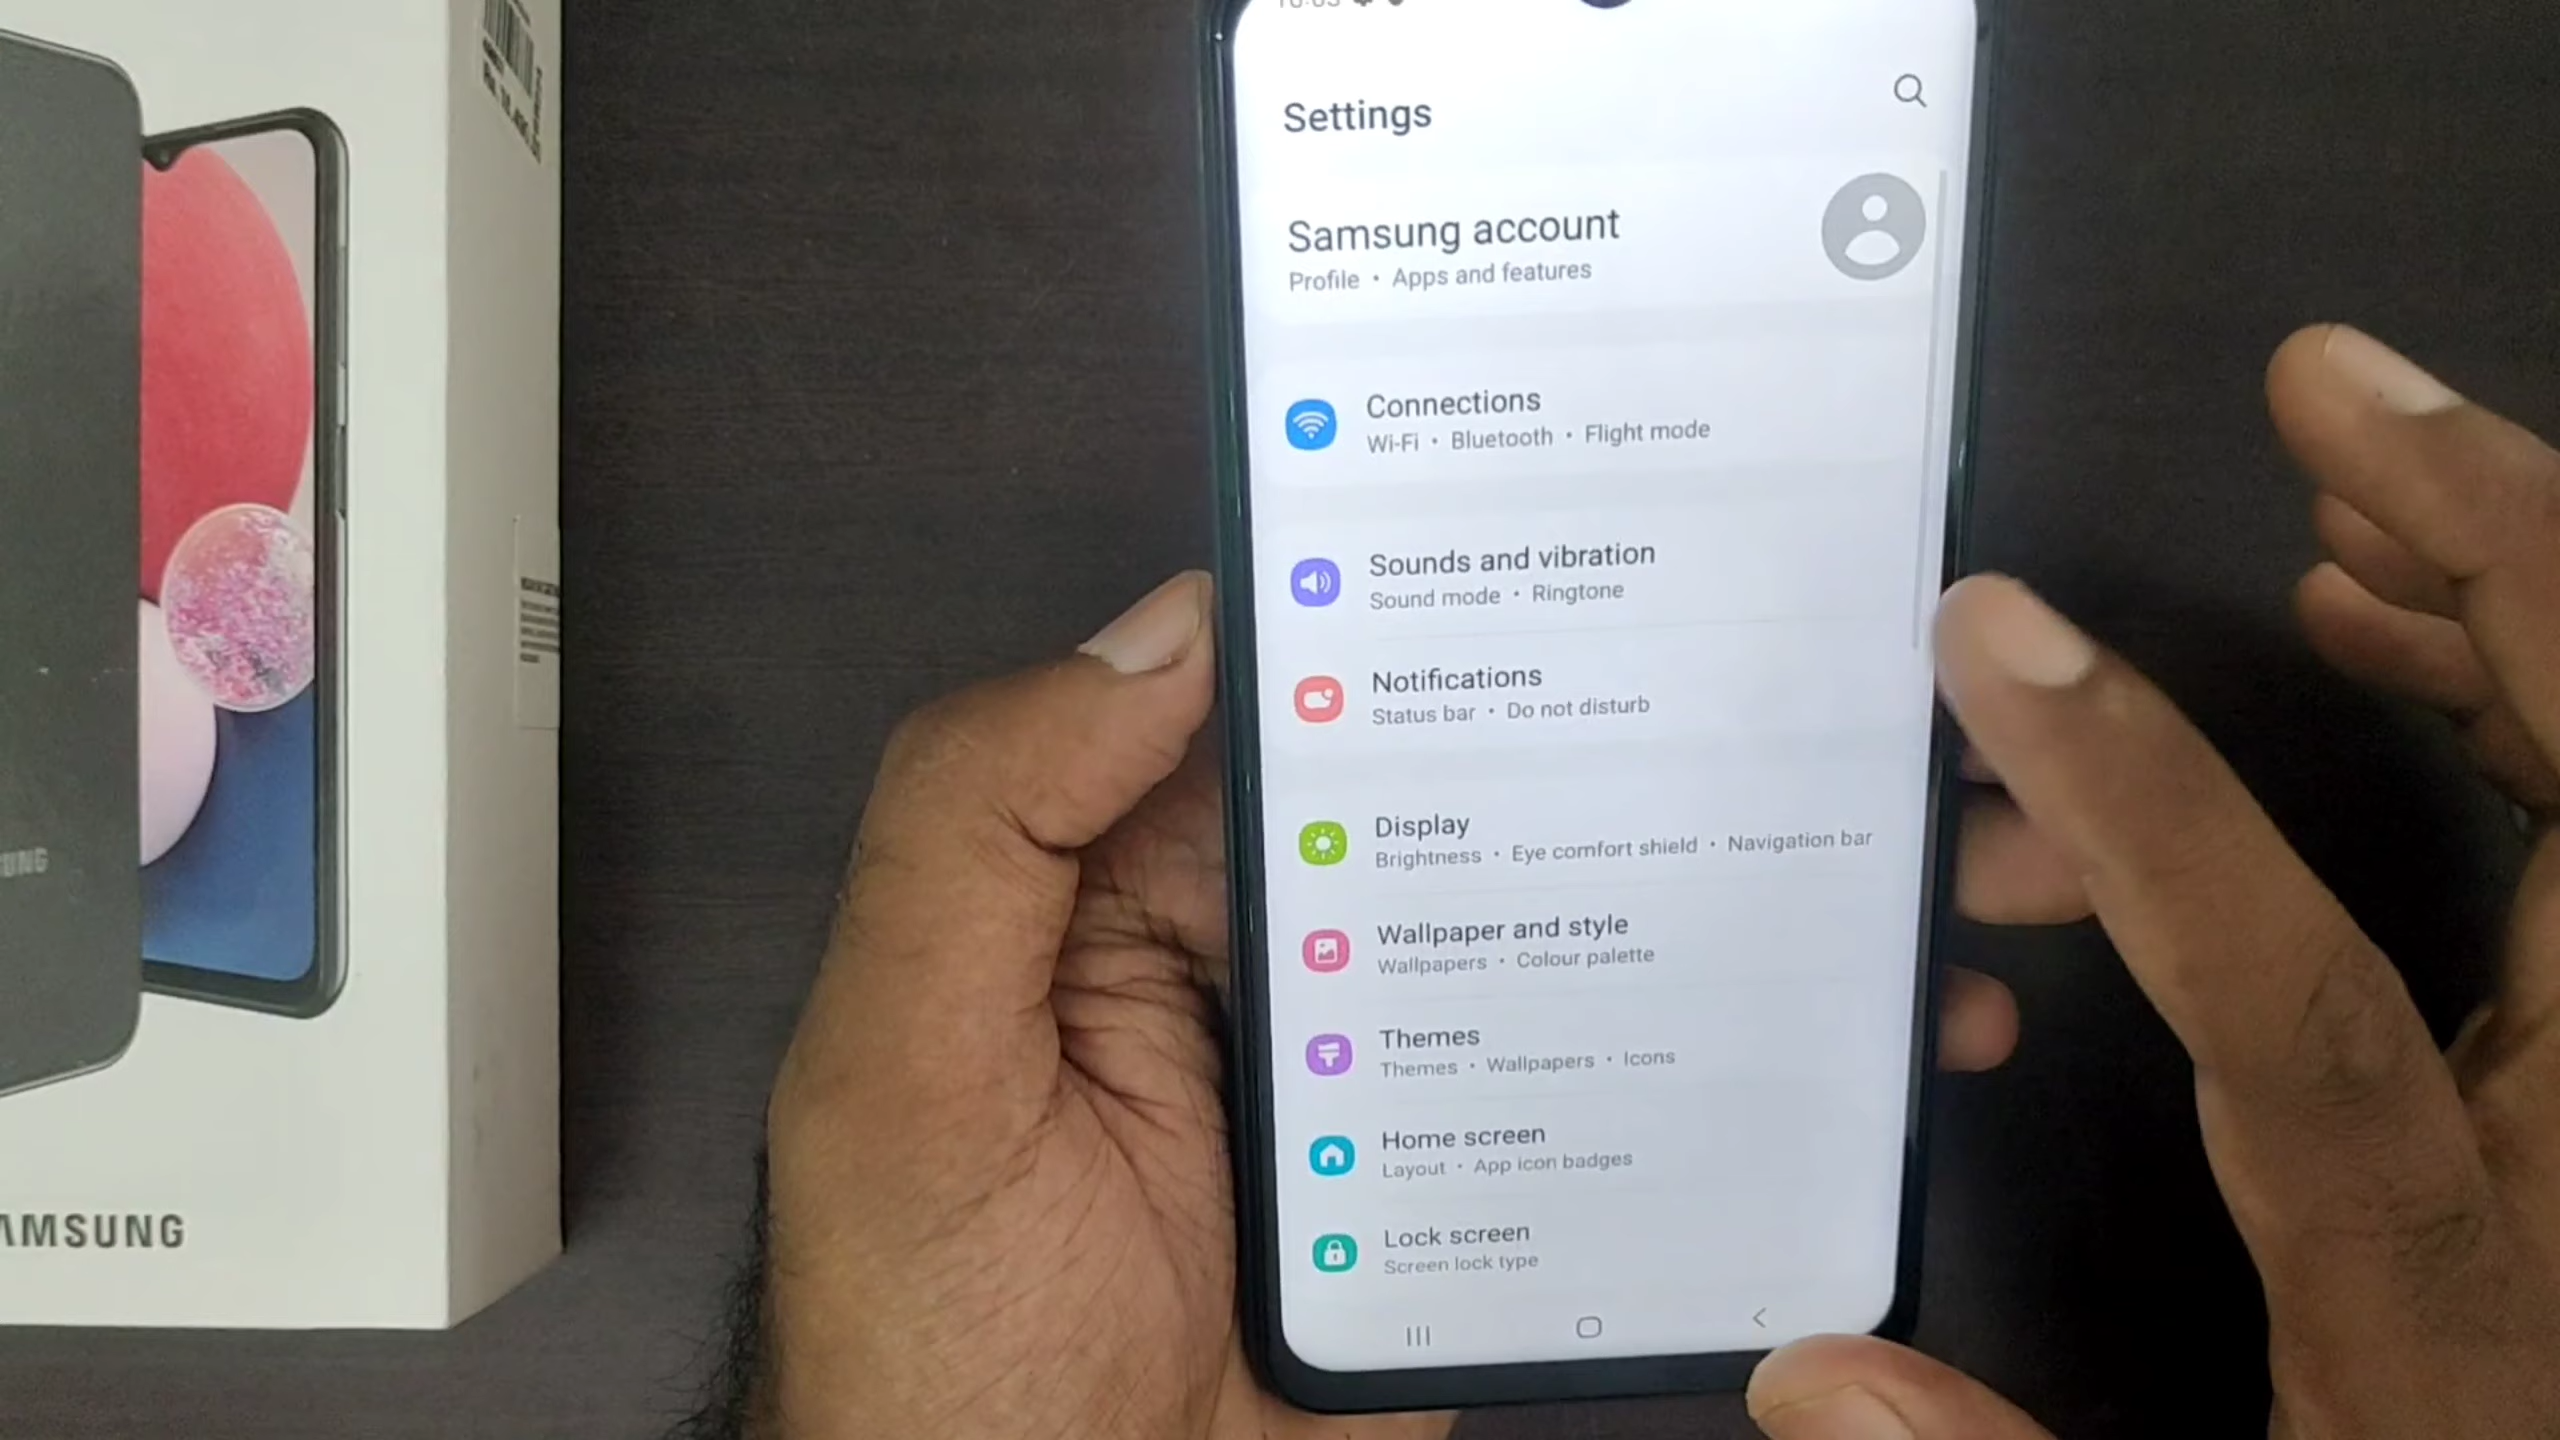 UNG
AMSUNG
Settings
Samsung account
Profile • Apps and features
Connections
Wi-Fi • Bluetooth • Flight mode
Sounds and vibration
Sound mode • Ringtone
Notifications
Status bar • Do not disturb
Display
Brightness • Eye comfort shield • Navigation bar
Wallpaper and style
Wallpapers • Colour palette
Themes
Themes • Wallpapers • Icons
Home screen
Layout • App icon badges
Lock screen
Screen lock type